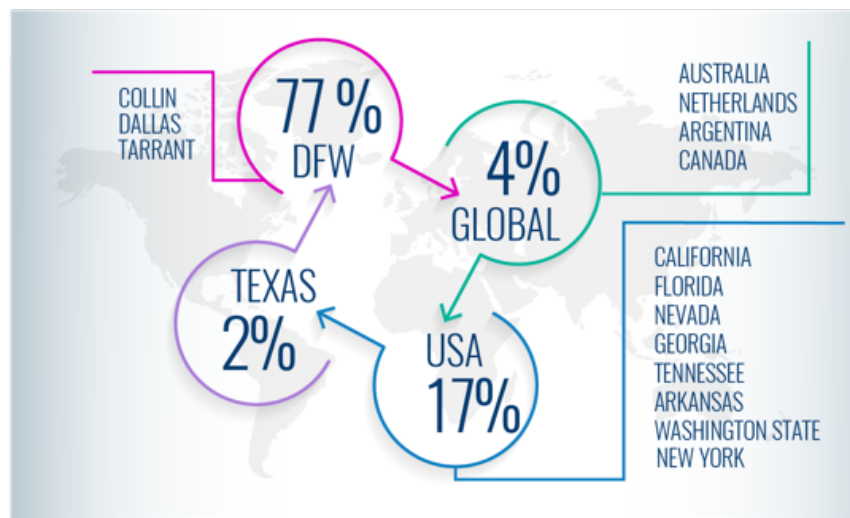 COLLIN
DALLAS
TARRANT
77 %
DFW
4%
GLOBAL
AUSTRALIA
NETHERLANDS
ARGENTINA
CANADA
TEXAS
2%
USA
17%
CALIFORNIA
FLORIDA
NEVADA
GEORGIA
TENNESSEE
ARKANSAS
WASHINGTON STATE
NEW YORK